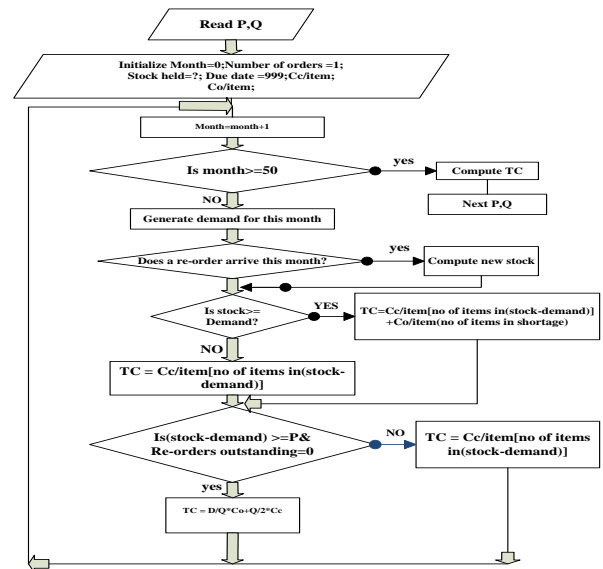 Read P,Q
Initialize Month=0;Number of orders =1;
Stock held=?; Due date =999;Cc/item;
Co/item;
Month=month+1
Is month>=50
yes
Compute TC
Next P,Q
NO
Generate demand for this month
Does a re-order arrive this month?
yes
Compute new stock
Is stock>=
Demand?
YES
TC=Cc/item[no of items in(stock-demand)]
+Co/item(no of items in shortage)
NO
TC = Cc/item[no of items in(stock-
demand)]
Is(stock-demand) >=P&
Re-orders outstanding=0
NO
TC = Cc/item[no of items
in(stock-demand)]
yes
TC = D/Q*Co+Q/2*Cc